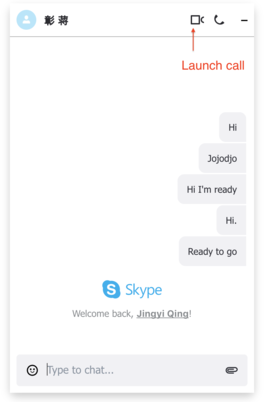 彰 蒋
Launch call
Hi
Jojodjo
Hi I'm ready
Hi.
Ready to go
Skype
Welcome back, Jingyi Qing!
Type to chat...